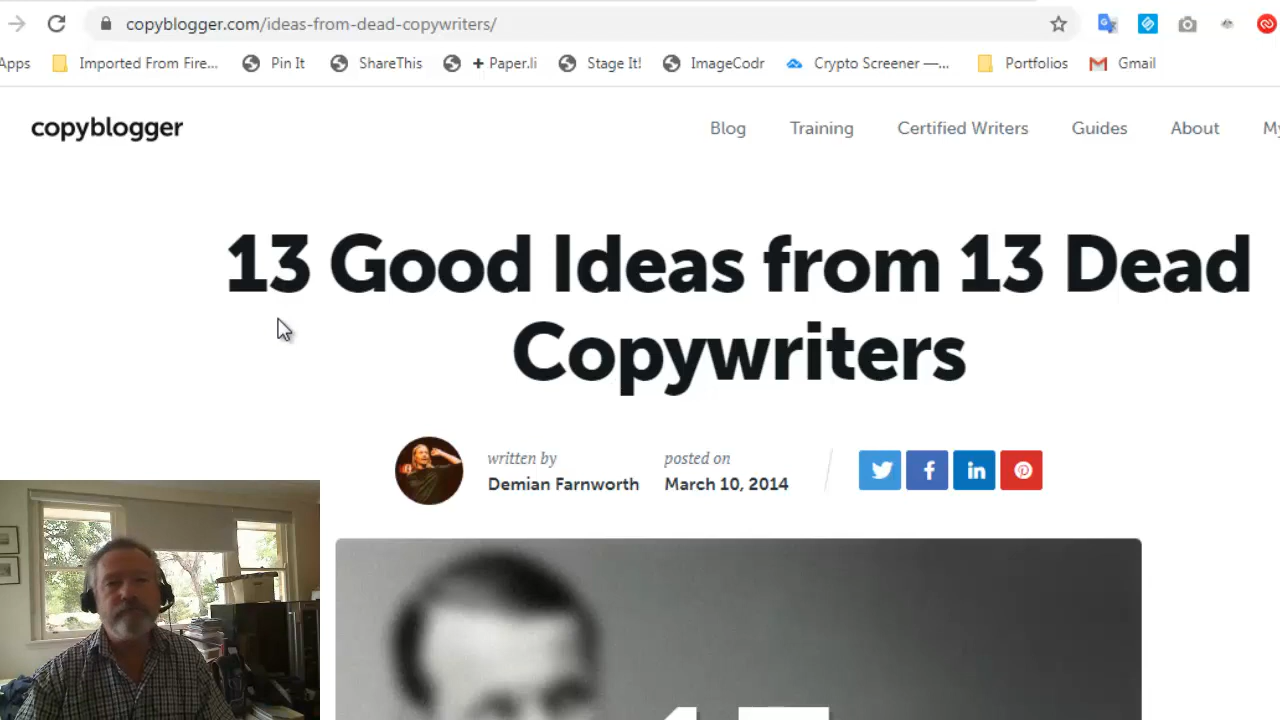 copyblogger.com/ideas-from-dead-copywriters/
Apps Imported From Fire... Pin It ShareThis + Paper.li Stage It! ImageCodr Crypto Screener —... Portfolios Gmail
copyblogger Blog Training Certified Writers Guides About My
13 Good Ideas from 13 Dead
Copywriters
written by posted on
Demian Farnworth March 10, 2014